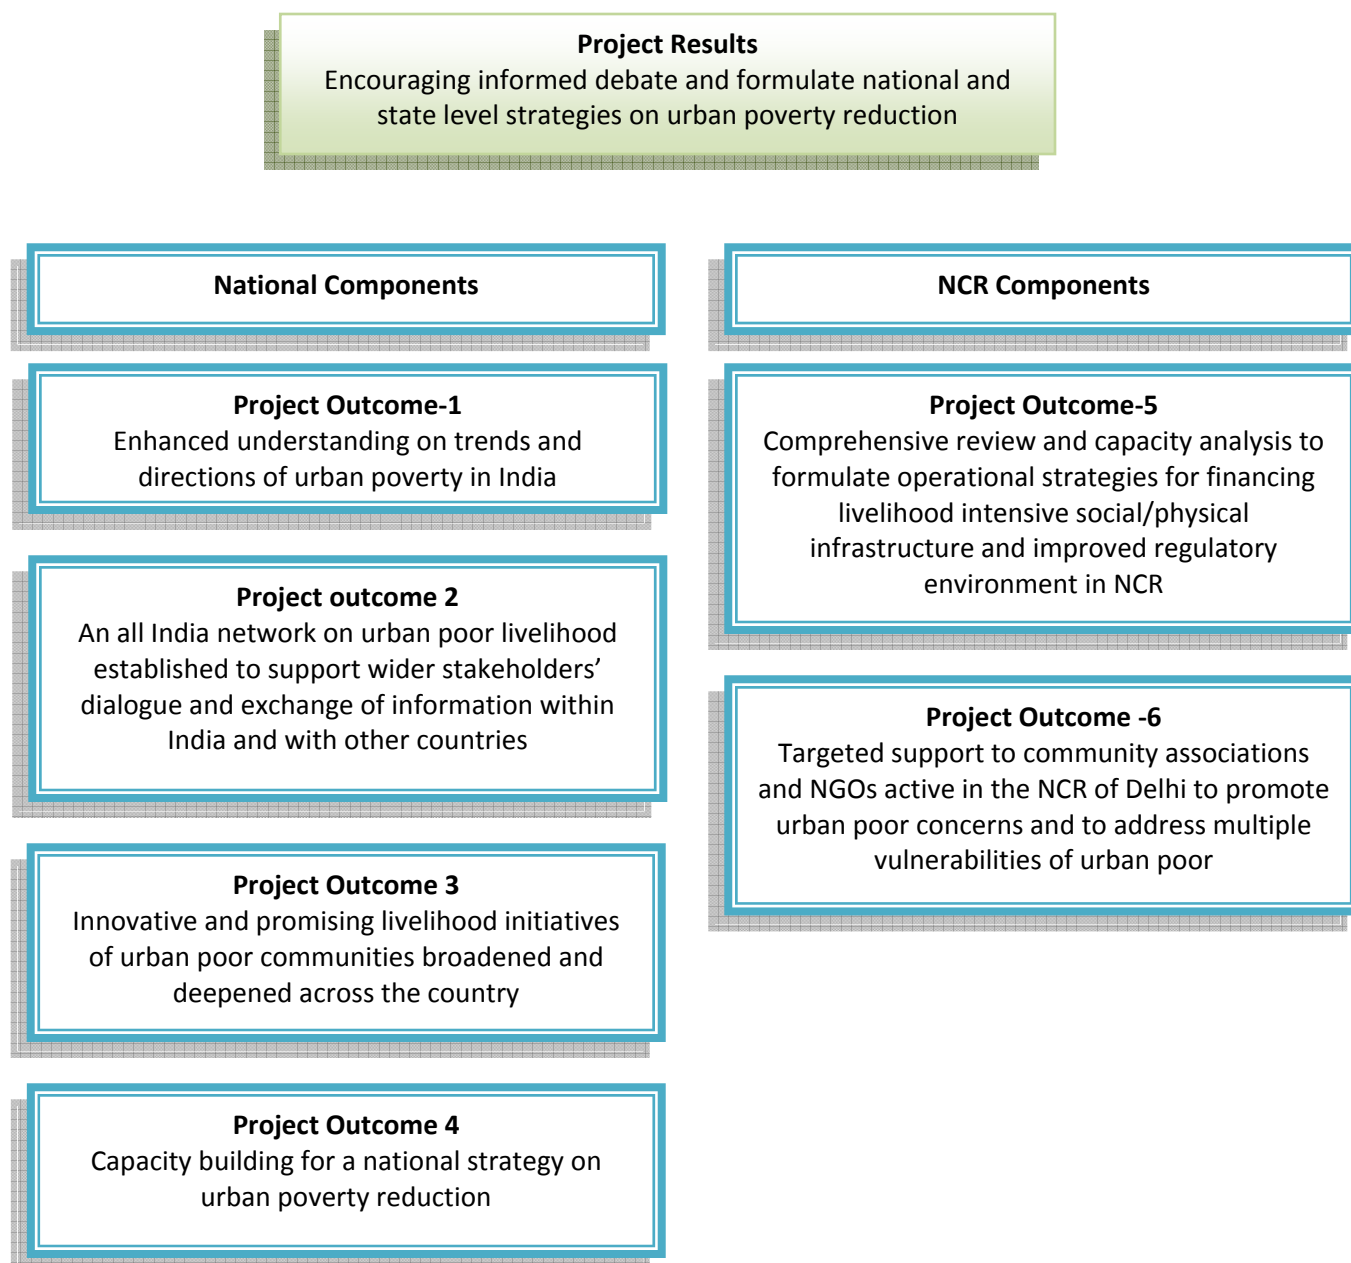 Project Results
Encouraging informed debate and formulate national and
state level strategies on urban poverty reduction
National Components
Project Outcome-1
Enhanced understanding on trends and
directions of urban poverty in India
Project outcome 2
An all India network on urban poor livelihood
established to support wider stakeholders’
dialogue and exchange of information within
India and with other countries
Project Outcome 3
Innovative and promising livelihood initiatives
of urban poor communities broadened and
deepened across the country
Project Outcome 4
Capacity building for a national strategy on
urban poverty reduction
NCR Components
Project Outcome-5
Comprehensive review and capacity analysis to
formulate operational strategies for financing
livelihood intensive social/physical
infrastructure and improved regulatory
environment in NCR
Project Outcome -6
Targeted support to community associations
and NGOs active in the NCR of Delhi to promote
urban poor concerns and to address multiple
vulnerabilities of urban poor